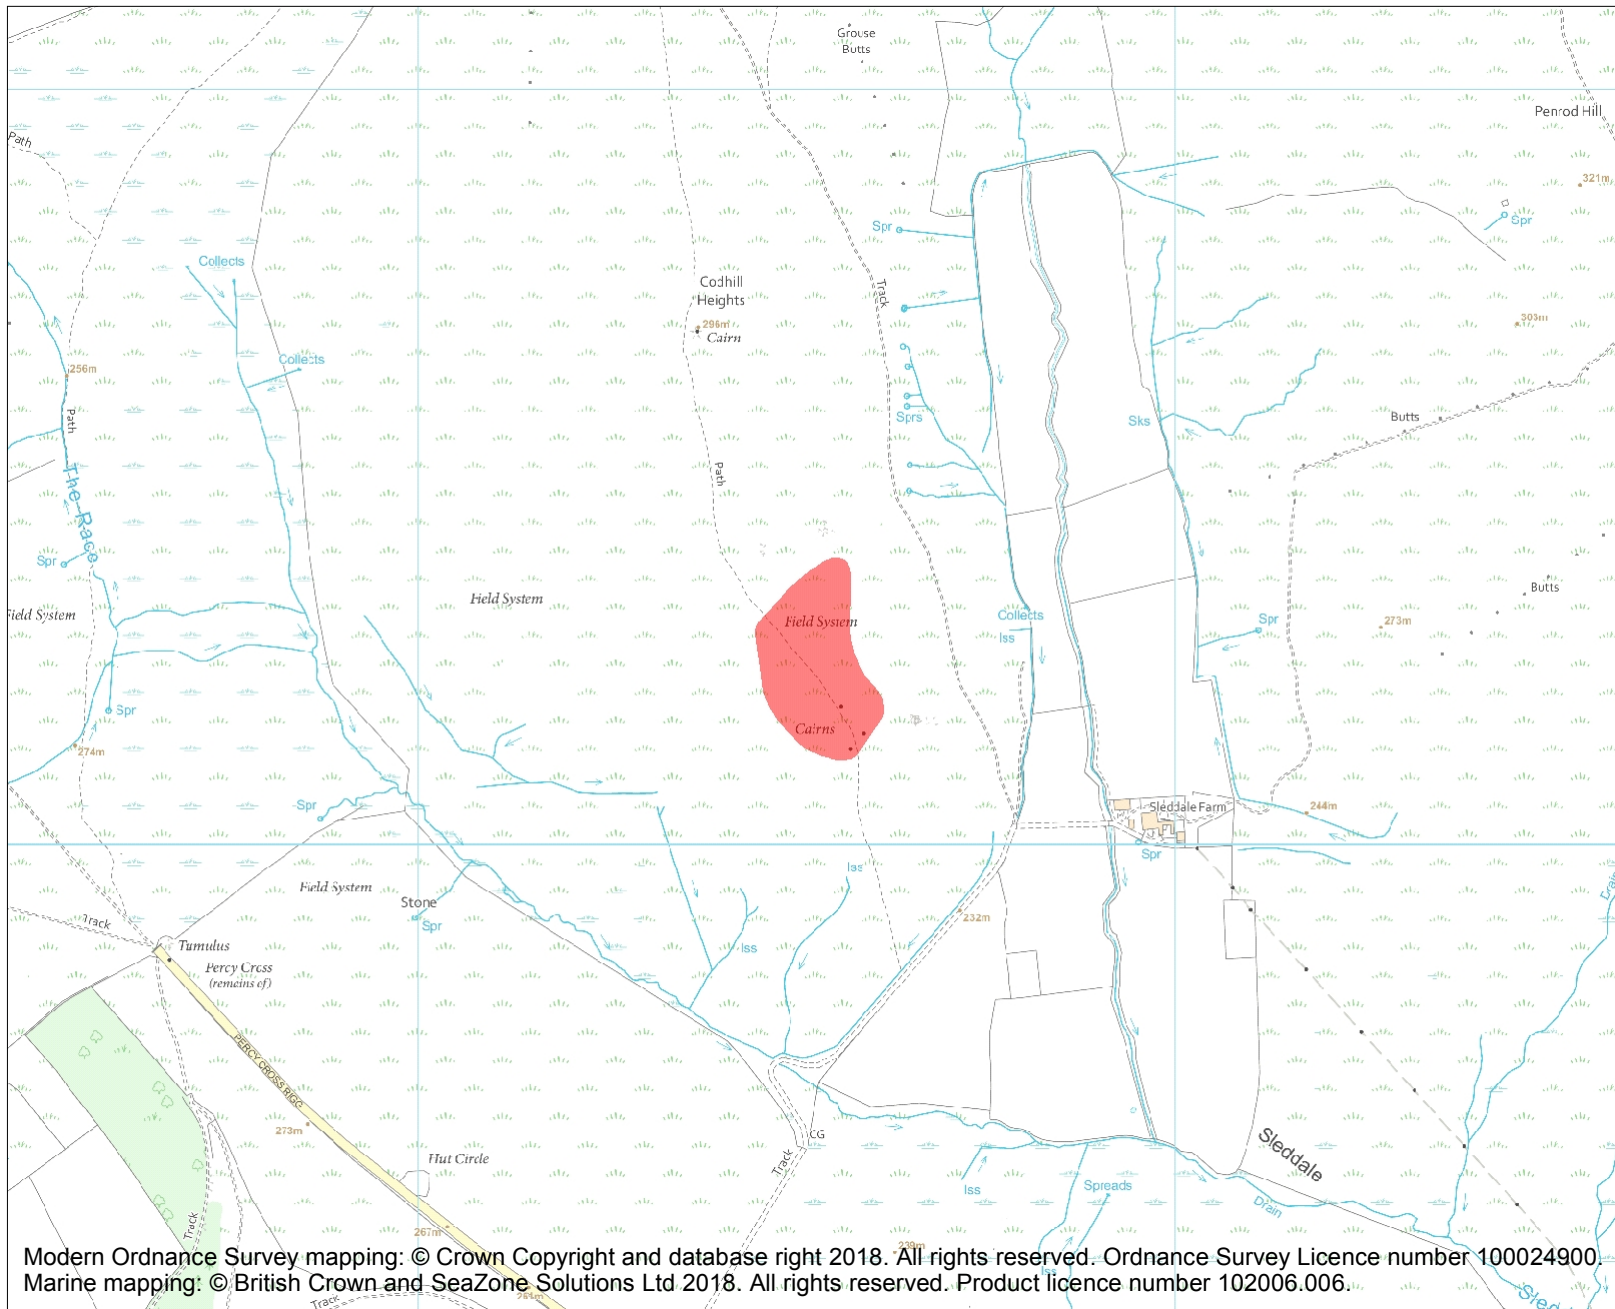 Grouse
Butts
Penrod Hill
Path
321m
Spr
Spr
Collects
Codhill
Heights
Track
296m
Cairn
303m
Collects
256m
Path
Butts
Sprs
Sks
The Race
Path
Spr
Field System
Butts
Field System
Field System
Collects
Iss
Spr
273m
Spr
Cairns
274m
Spr
Sleddale Farm
244m
Spr
Iss
Field System
Stone
Spr
232m
Drain
Track
Tumulus
Iss
Percy Cross
(remains of)
PERCY CROSS RIGG
273m
CG
Track
Sleddale
Hut Circle
Iss
Spreads
Drain
Track
267m
239m
Iss
Modern Ordnance Survey mapping: © Crown Copyright and database right 2018. All rights reserved. Ordnance Survey Licence number 100024900.
Marine mapping: © British Crown and SeaZone Solutions Ltd 2018. All rights reserved. Product licence number 102006.006.
Track